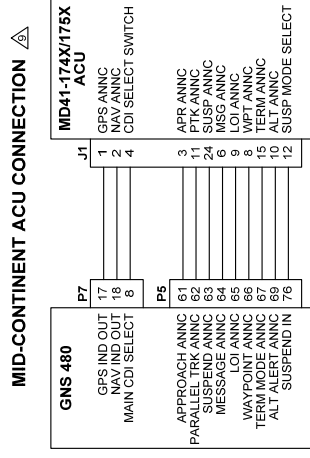 MID-CONTINENT ACU CONNECTION 9
GNS 480
P7
J1
MD41-174X/175X
ACU
GPS IND OUT 17 1 GPS ANNC
NAV IND OUT 18 2 NAV ANNC
MAIN CDI SELECT 8 4 CDI SELECT SWITCH
P5
APPROACH ANNC 61 3 APR ANNC
PARALLEL TRK ANNC 62 11 PTK ANNC
SUSPEND ANNC 63 24 SUSP ANNC
MESSAGE ANNC 64 6 MSG ANNC
LOI ANNC 65 9 LOI ANNC
WAYPOINT ANNC 66 8 WPT ANNC
TERM MODE ANNC 67 15 TERM ANNC
ALT ALERT ANNC 69 10 ALT ANNC
SUSPEND IN 76 12 SUSP MODE SELECT